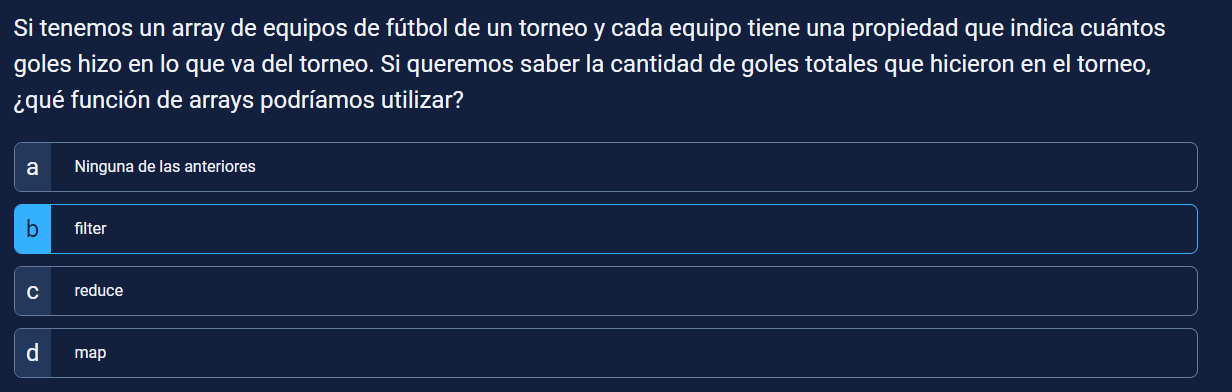 Si tenemos un array de equipos de fútbol de un torneo y cada equipo tiene una propiedad que indica cuántos
goles hizo en lo que va del torneo. Si queremos saber la cantidad de goles totales que hicieron en el torneo,
¿qué función de arrays podríamos utilizar?
a Ninguna de las anteriores
b filter
c reduce
d map